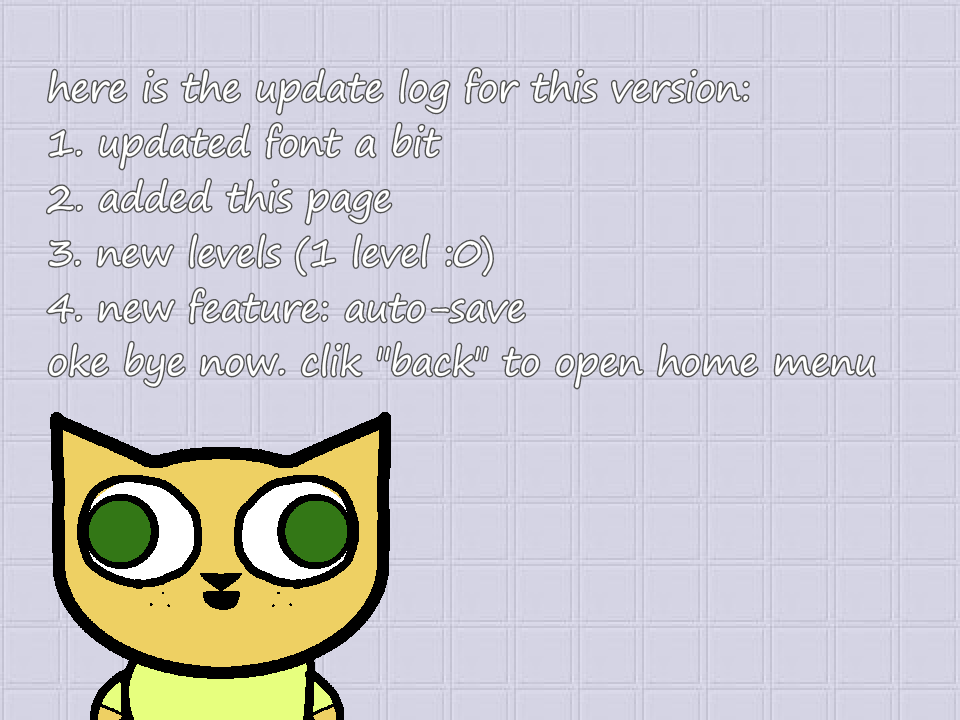 here is the update log for this version:
1. updated font a bit
2. added this page
3. new levels (1 level :O)
4. new feature: auto-save
oke bye now. clik "back" to open home menu